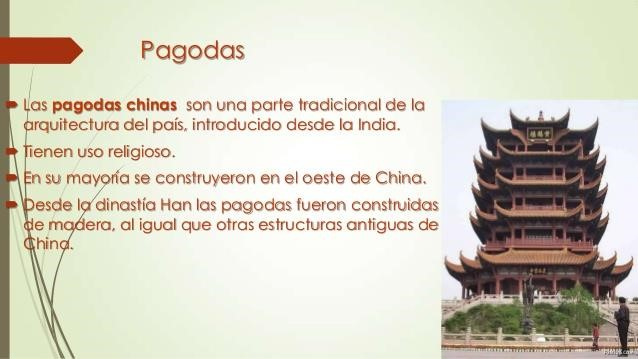 Pagodas
Las pagodas chinas son una parte tradicional de la
arquitectura del país, introducido desde la India.
Tienen uso religioso.
En su mayoría se construyeron en el oeste de China.
Desde la dinastía Han las pagodas fueron construidas
de madera, al igual que otras estructuras antiguas de
China.